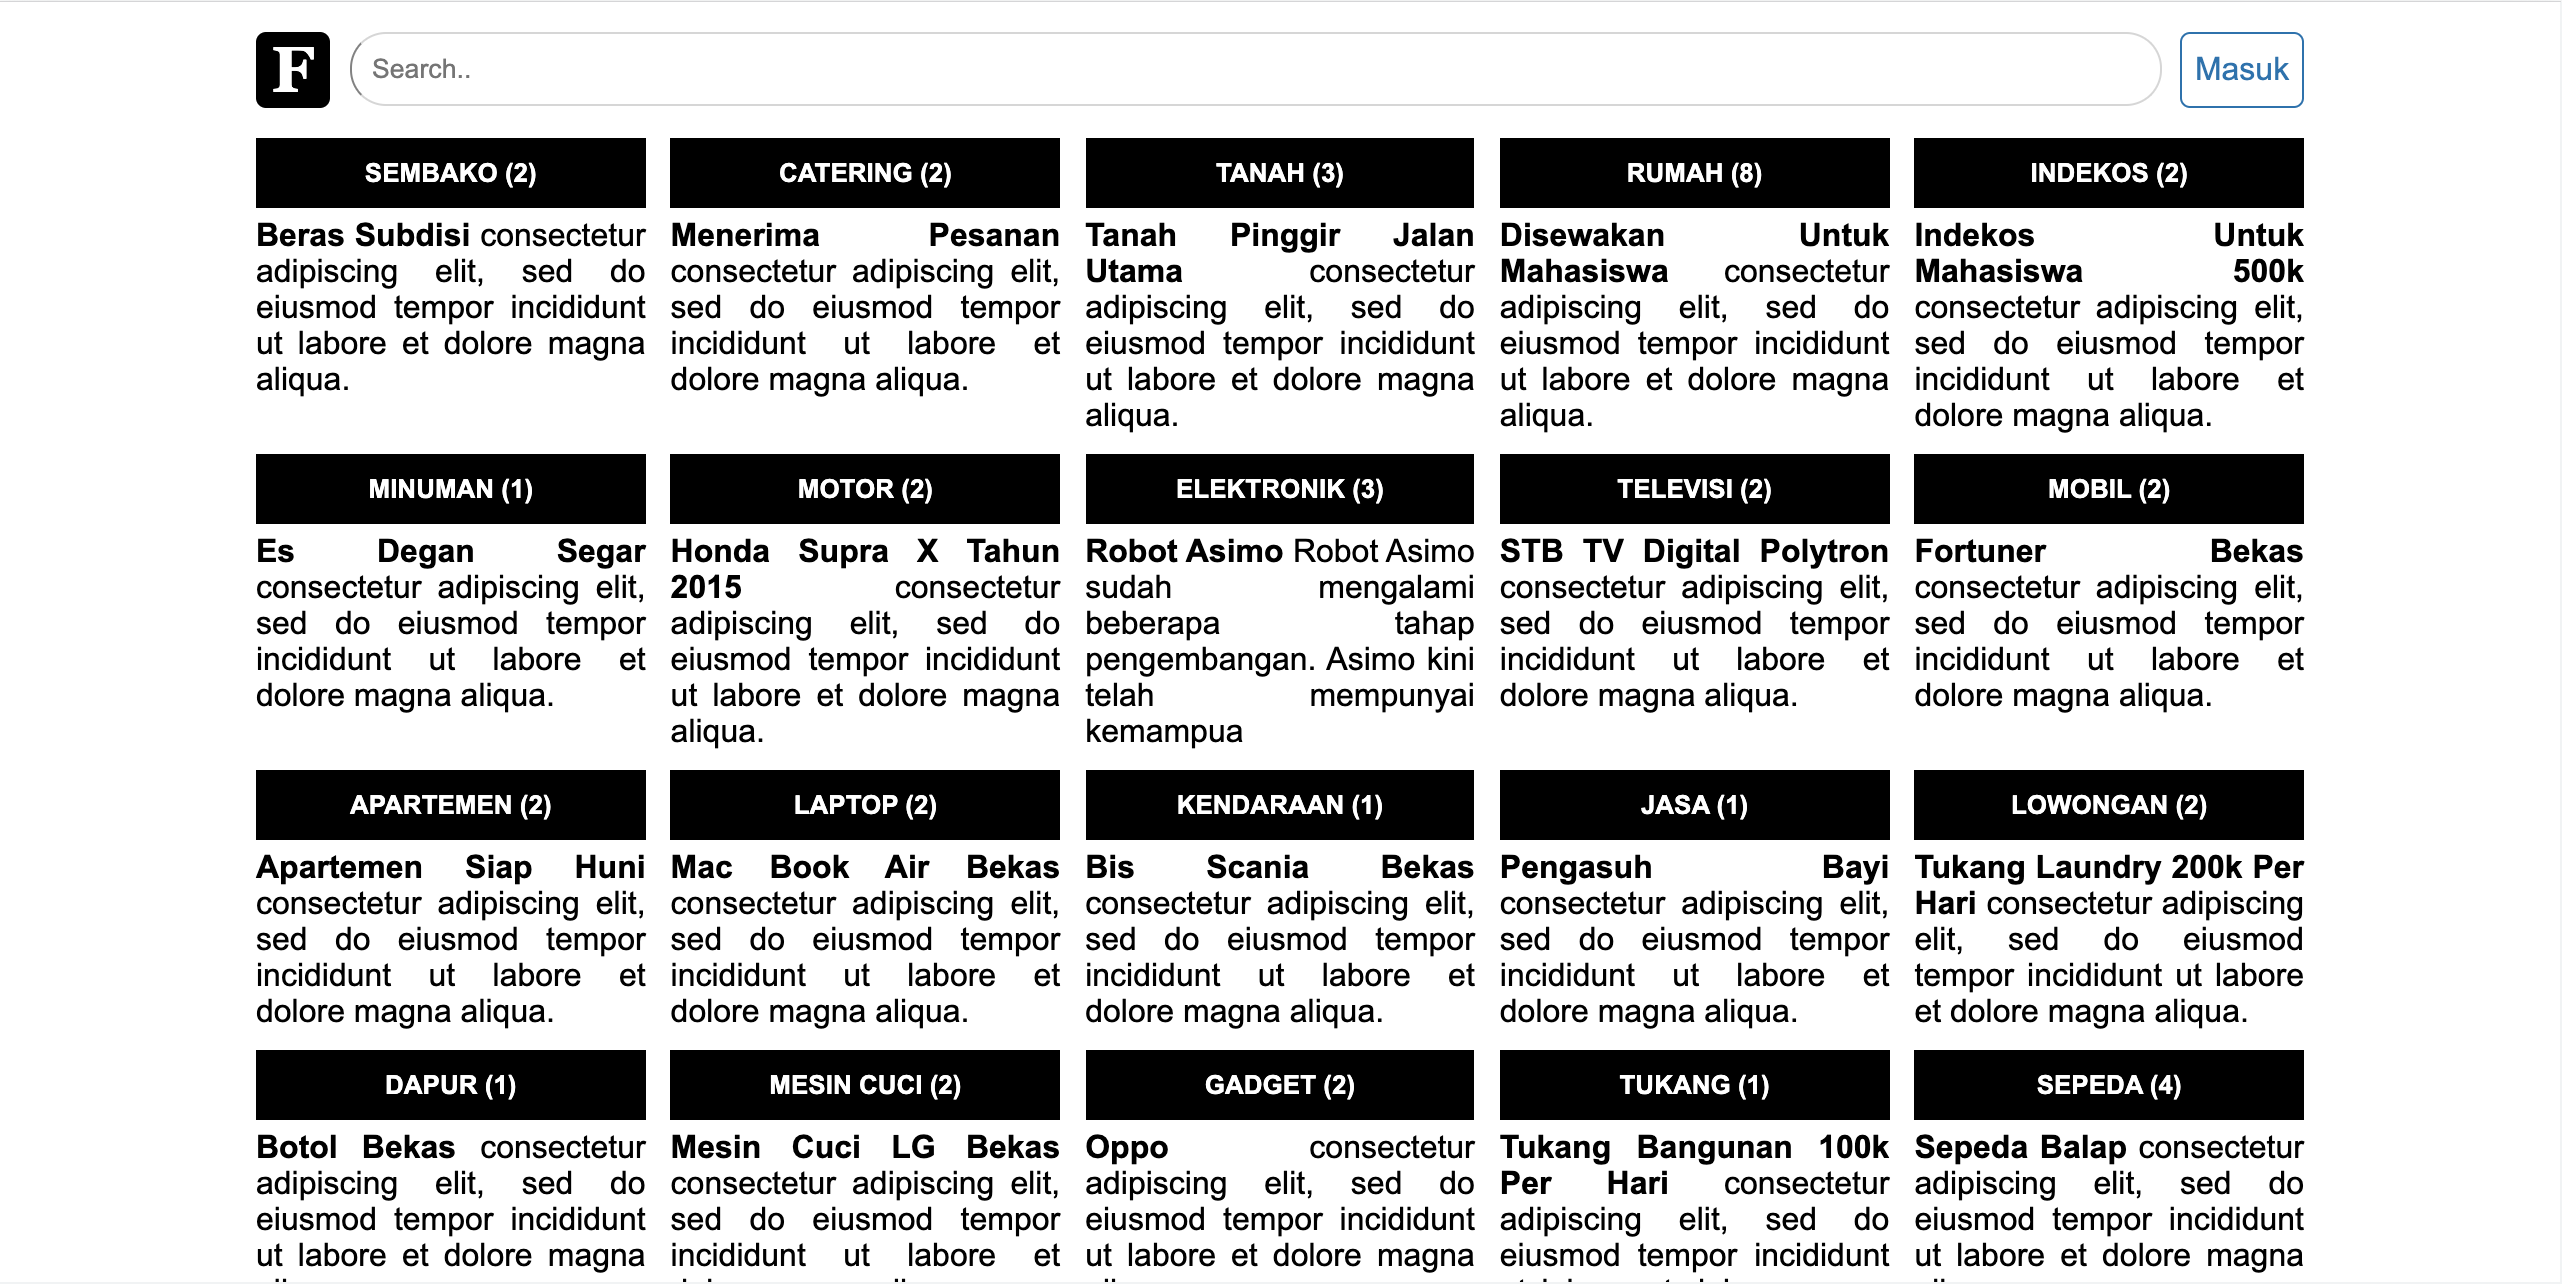 F
Search..
Masuk
SEMBAKO (2)
Beras Subdisi consectetur
adipiscing elit, sed do
eiusmod tempor incididunt
ut labore et dolore magna
aliqua.
CATERING (2)
Menerima Pesanan
consectetur adipiscing elit,
sed do eiusmod tempor
incididunt ut labore et
dolore magna aliqua.
TANAH (3)
Tanah Pinggir Jalan
Utama consectetur
adipiscing elit, sed do
eiusmod tempor incididunt
ut labore et dolore magna
aliqua.
RUMAH (8)
Disewakan Untuk
Mahasiswa consectetur
adipiscing elit, sed do
eiusmod tempor incididunt
ut labore et dolore magna
aliqua.
INDEKOS (2)
Indekos Untuk
Mahasiswa 500k
consectetur adipiscing elit,
sed do eiusmod tempor
incididunt ut labore et
dolore magna aliqua.
MINUMAN (1)
Es Degan Segar
consectetur adipiscing elit,
sed do eiusmod tempor
incididunt ut labore et
dolore magna aliqua.
MOTOR (2)
Honda Supra X Tahun
2015 consectetur
adipiscing elit, sed do
eiusmod tempor incididunt
ut labore et dolore magna
aliqua.
ELEKTRONIK (3)
Robot Asimo Robot Asimo
sudah mengalami
beberapa tahap
pengembangan. Asimo kini
telah mempunyai
kemampua
TELEVISI (2)
STB TV Digital Polytron
consectetur adipiscing elit,
sed do eiusmod tempor
incididunt ut labore et
dolore magna aliqua.
MOBIL (2)
Fortuner Bekas
consectetur adipiscing elit,
sed do eiusmod tempor
incididunt ut labore et
dolore magna aliqua.
APARTEMEN (2)
Apartemen Siap Huni
consectetur adipiscing elit,
sed do eiusmod tempor
incididunt ut labore et
dolore magna aliqua.
LAPTOP (2)
Mac Book Air Bekas
consectetur adipiscing elit,
sed do eiusmod tempor
incididunt ut labore et
dolore magna aliqua.
KENDARAAN (1)
Bis Scania Bekas
consectetur adipiscing elit,
sed do eiusmod tempor
incididunt ut labore et
dolore magna aliqua.
JASA (1)
Pengasuh Bayi
consectetur adipiscing elit,
sed do eiusmod tempor
incididunt ut labore et
dolore magna aliqua.
LOWONGAN (2)
Tukang Laundry 200k Per
Hari consectetur adipiscing
elit, sed do eiusmod
tempor incididunt ut labore
et dolore magna aliqua.
DAPUR (1)
Botol Bekas consectetur
adipiscing elit, sed do
eiusmod tempor incididunt
ut labore et dolore magna
MESIN CUCI (2)
Mesin Cuci LG Bekas
consectetur adipiscing elit,
sed do eiusmod tempor
incididunt ut labore et
GADGET (2)
Oppo consectetur
adipiscing elit, sed do
eiusmod tempor incididunt
ut labore et dolore magna
TUKANG (1)
Tukang Bangunan 100k
Per Hari consectetur
adipiscing elit, sed do
eiusmod tempor incididunt
SEPEDA (4)
Sepeda Balap consectetur
adipiscing elit, sed do
eiusmod tempor incididunt
ut labore et dolore magna